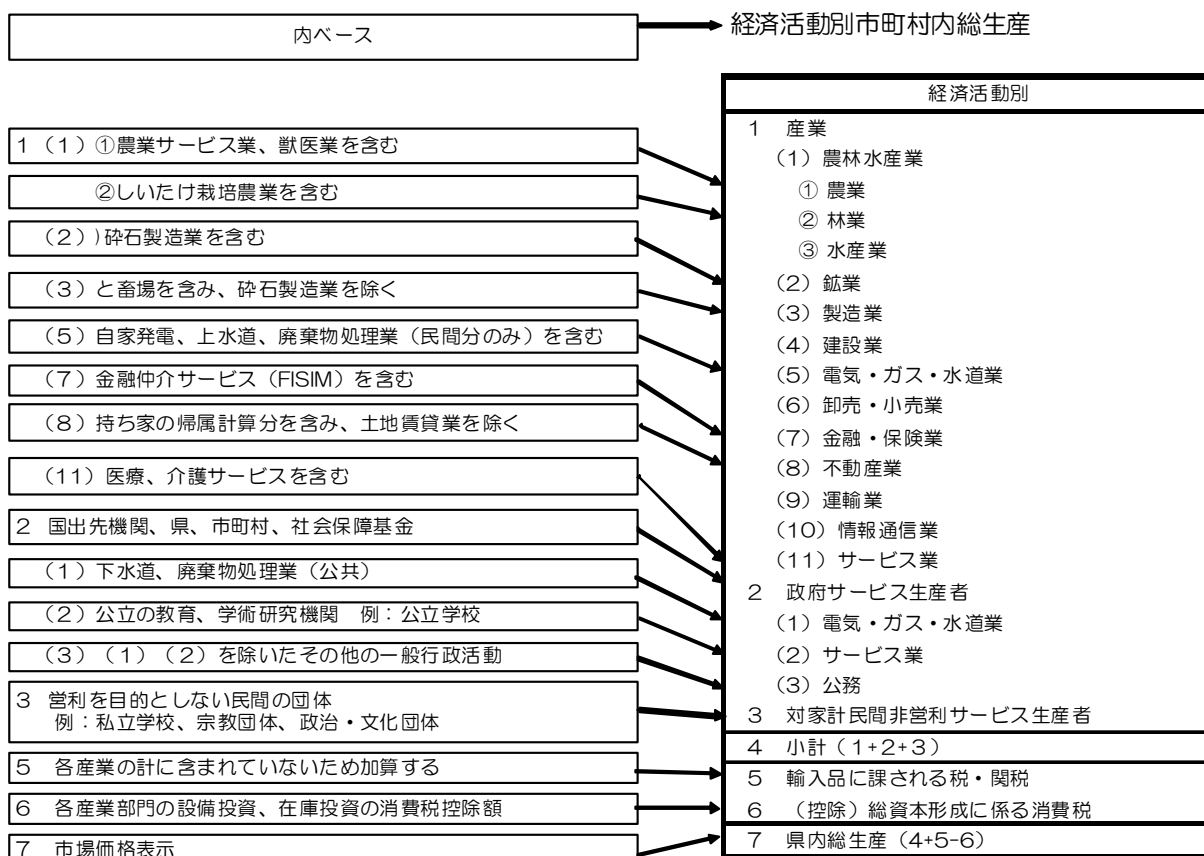 内ベース
経済活動別市町村内総生産
1（1）①農業サービス業、獣医業を含む
②しいたけ栽培農業を含む
（2））砕石製造業を含む
（3）と畜場を含み、砕石製造業を除く
（5）自家発電、上水道、廃棄物処理業（民間分のみ）を含む
（7）金融仲介サービス（FISIM）を含む
（8）持ち家の帰属計算分を含み、土地賃貸業を除く
（11）医療、介護サービスを含む
2 国出先機関、県、市町村、社会保障基金
（1）下水道、廃棄物処理業（公共）
（2）公立の教育、学術研究機関 例：公立学校
（3）（1）（2）を除いたその他の一般行政活動
3 営利を目的としない民間の団体
例：私立学校、宗教団体、政治・文化団体
5 各産業の計に含まれていないため加算する
6 各産業部門の設備投資、在庫投資の消費税控除額
7 市場価格表示
経済活動別
1 産業
（1）農林水産業
① 農業
② 林業
③ 水産業
（2）鉱業
（3）製造業
（4）建設業
（5）電気・ガス・水道業
（6）卸売・小売業
（7）金融・保険業
（8）不動産業
（9）運輸業
（10）情報通信業
（11）サービス業
2 政府サービス生産者
（1）電気・ガス・水道業
（2）サービス業
（3）公務
3 対家計民間非営利サービス生産者
4 小計（1+2+3）
5 輸入品に課される税・関税
6 （控除）総資本形成に係る消費税
7 県内総生産（4+5-6）